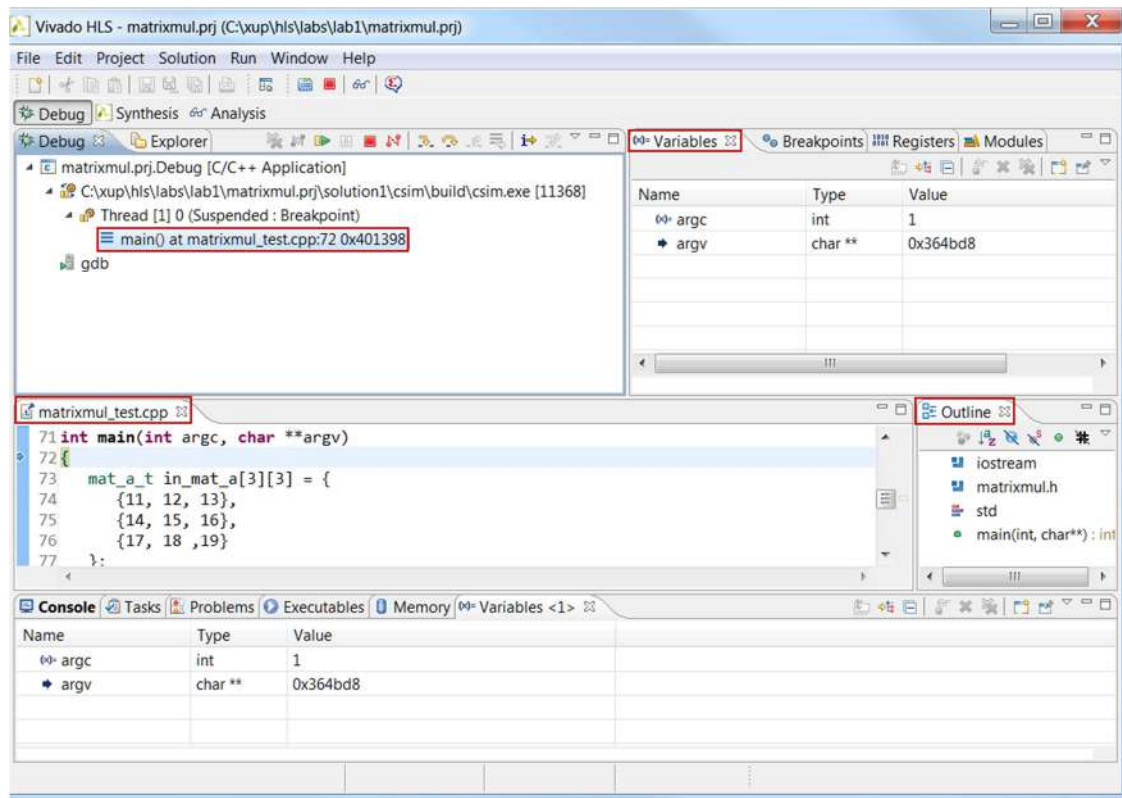 Vivado HLS - matrixmul.prj (C:\xup\hls\labs\lab1\matrixmul.prj)
File Edit Project Solution Run Window Help
Debug Synthesis Analysis
Debug Explorer
matrixmul.prj.Debug [C/C++ Application]
C:\xup\hls\labs\lab1\matrixmul.prj\solution1\csim\build\csim.exe [11368]
Thread [1] 0 (Suspended : Breakpoint)
main() at matrixmul_test.cpp:72 0x401398
gdb
(x)= Variables Breakpoints Registers Modules
Name Type Value
(x)= argc int 1
argv char ** 0x364bd8
matrixmul_test.cpp
71 int main(int argc, char **argv)
72 {
73 mat_a_t in_mat_a[3][3] = {
74 {11, 12, 13},
75 {14, 15, 16},
76 {17, 18 ,19}
77 };
Outline
iostream
matrixmul.h
std
main(int, char**) : int
Console Tasks Problems Executables Memory (x)= Variables <1>
Name Type Value
(x)= argc int 1
argv char ** 0x364bd8